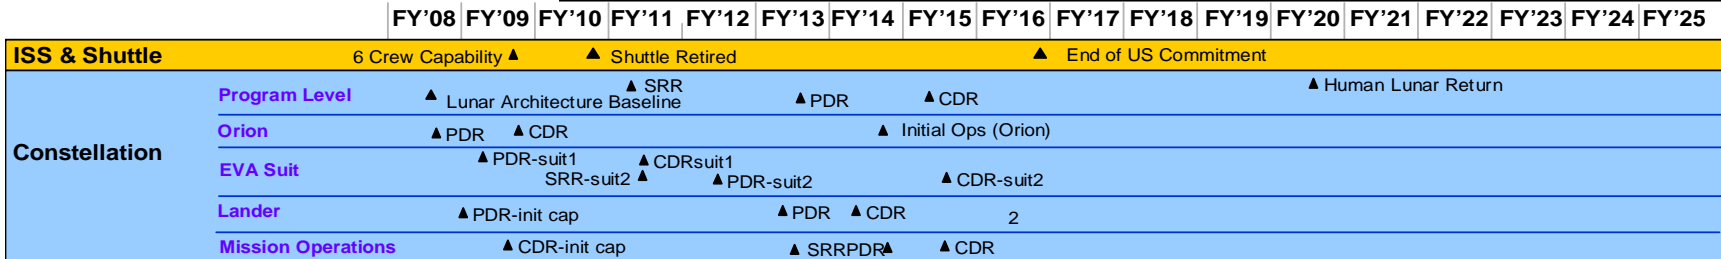 FY'08 FY'09 FY'10 FY'11 FY'12 FY'13 FY'14 FY'15 FY'16 FY'17 FY'18 FY'19 FY'20 FY'21 FY'22 FY'23 FY'24 FY'25
ISS & Shuttle 6 Crew Capability Shuttle Retired End of US Commitment
Constellation
Program Level Lunar Architecture Baseline SRR PDR CDR Human Lunar Return
Orion PDR CDR Initial Ops (Orion)
EVA Suit PDR-suit1 CDRsuit1
SRR-suit2 PDR-suit2 CDR-suit2
Lander PDR-init cap PDR CDR 2
Mission Operations CDR-init cap SRRPDR CDR